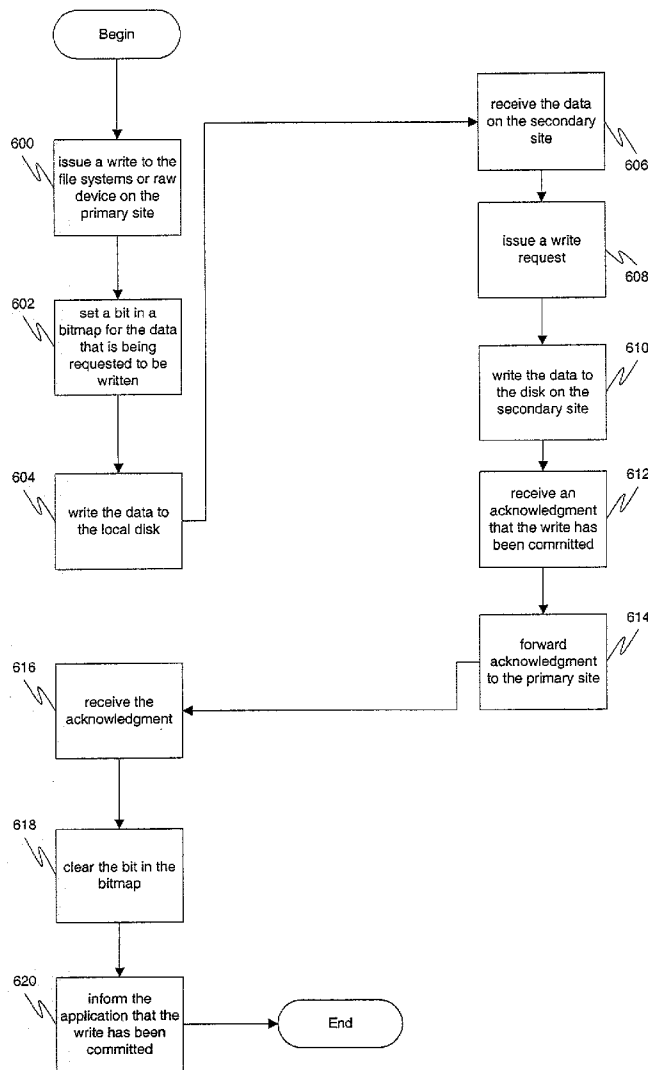 Begin
600
issue a write to the
file systems or raw
device on the
primary site
602
set a bit in a
bitmap for the data
that is being
requested to be
written
604
write the data to
the local disk
receive the data
on the secondary
site
606
issue a write
request
608
write the data to
the disk on the
secondary site
610
receive an
acknowledgment
that the write has
been committed
612
forward
acknowledgment
to the primary site
614
616
receive the
acknowledgment
618
clear the bit in the
bitmap
620
inform the
application that the
write has been
committed
End